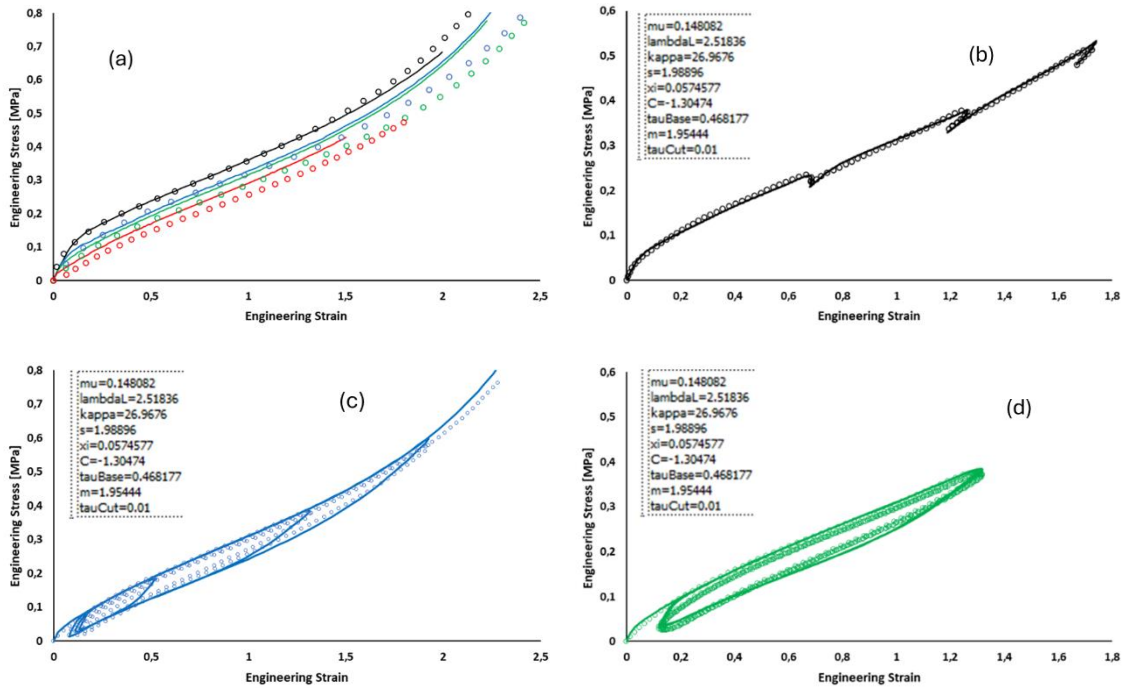 (a)
0,8
0,7
0,6
0,5
0,4
0,3
0,2
0,1
0
Engineering Stress [MPa]
0
0,5
1
1,5
2
2,5
Engineering Strain
(b)
mu=0.148082
lambdaL=2.51836
kappa=26.9676
s=1.98896
xi=0.0574577
C=-1.30474
tauBase=0.468177
m=1.95444
tauCut=0.01
0,6
0,5
0,4
0,3
0,2
0,1
0
Engineering Stress [MPa]
0
0,2
0,4
0,6
0,8
1
1,2
1,4
1,6
1,8
Engineering Strain
(c)
mu=0.148082
lambdaL=2.51836
kappa=26.9676
s=1.98896
xi=0.0574577
C=-1.30474
tauBase=0.468177
m=1.95444
tauCut=0.01
0,8
0,7
0,6
0,5
0,4
0,3
0,2
0,1
0
Engineering Stress [MPa]
0
0,5
1
1,5
2
2,5
Engineering Strain
(d)
mu=0.148082
lambdaL=2.51836
kappa=26.9676
s=1.98896
xi=0.0574577
C=-1.30474
tauBase=0.468177
m=1.95444
tauCut=0.01
0,6
0,5
0,4
0,3
0,2
0,1
0
Engineering Stress [MPa]
0
0,2
0,4
0,6
0,8
1
1,2
1,4
1,6
1,8
Engineering Strain